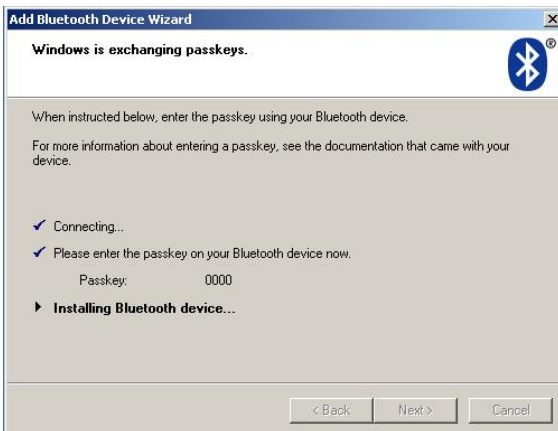 Add Bluetooth Device Wizard
Windows is exchanging passkeys.
®
When instructed below, enter the passkey using your Bluetooth device.
For more information about entering a passkey, see the documentation that came with your
device.
Connecting...
Please enter the passkey on your Bluetooth device now.
Passkey: 0000
Installing Bluetooth device...
< Back Next > Cancel